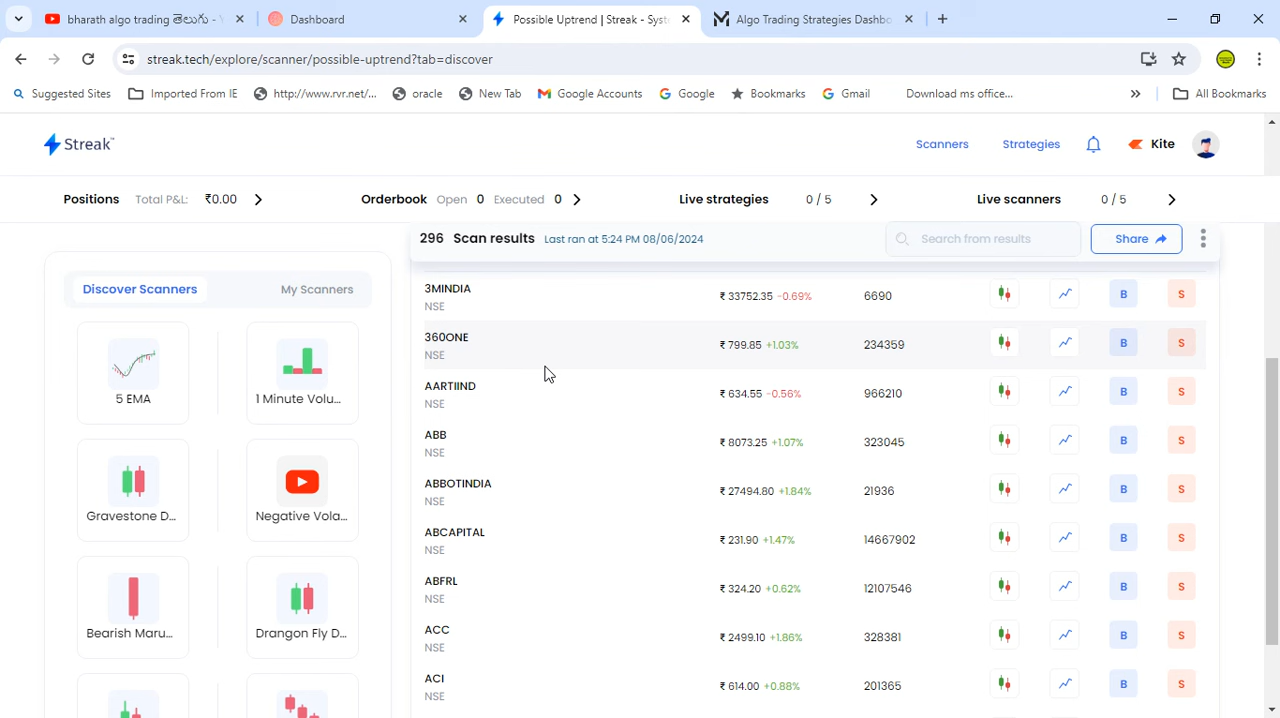 bharath algo trading తెలుగు - Y
Dashboard
Possible Uptrend | Streak - Syst
Algo Trading Strategies Dashbo
streak.tech/explore/scanner/possible-uptrend?tab=discover
Suggested Sites
Imported From IE
http://www.rvr.net/...
oracle
New Tab
Google Accounts
Google
Bookmarks
Gmail
Download ms office...
All Bookmarks
Streak™
Scanners
Strategies
Kite
Positions Total P&L: ₹0.00
Orderbook Open 0 Executed 0
Live strategies 0 / 5
Live scanners 0 / 5
296 Scan results Last ran at 5:24 PM 08/06/2024
Search from results
Share
Discover Scanners
My Scanners
5 EMA
1 Minute Volu...
Gravestone D...
Negative Vola...
Bearish Maru...
Drangon Fly D...
3MINDIA ₹ 33752.35 -0.69% 6690 B S
NSE
360ONE ₹ 799.85 +1.03% 234359 B S
NSE
AARTIIND ₹ 634.55 -0.56% 966210 B S
NSE
ABB ₹ 8073.25 +1.07% 323045 B S
NSE
ABBOTINDIA ₹ 27494.80 +1.84% 21936 B S
NSE
ABCAPITAL ₹ 231.90 +1.47% 14667902 B S
NSE
ABFRL ₹ 324.20 +0.62% 12107546 B S
NSE
ACC ₹ 2499.10 +1.86% 328381 B S
NSE
ACI ₹ 614.00 +0.88% 201365 B S
NSE